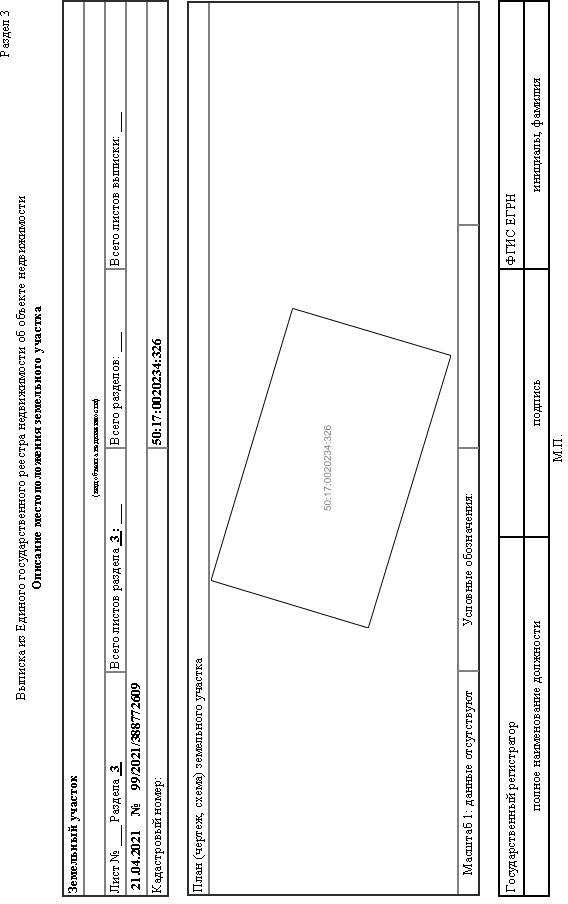 Раздел 3
Выписка из Единого государственного реестра недвижимости об объекте недвижимости
Описание местоположения земельного участка
Земельный участок
(вид объекта недвижимости)
Лист № ___ Раздела 3 Всего листов раздела 3 : ___ Всего разделов: ___ Всего листов выписки: ___
21.04.2021 № 99/2021/388772609
Кадастровый номер: 50:17:0020234:326
План (чертеж, схема) земельного участка
50:17:0020234:326
Масштаб 1: данные отсутствуют Условные обозначения:
Государственный регистратор ФГИС ЕГРН
полное наименование должности подпись инициалы, фамилия
М.П.